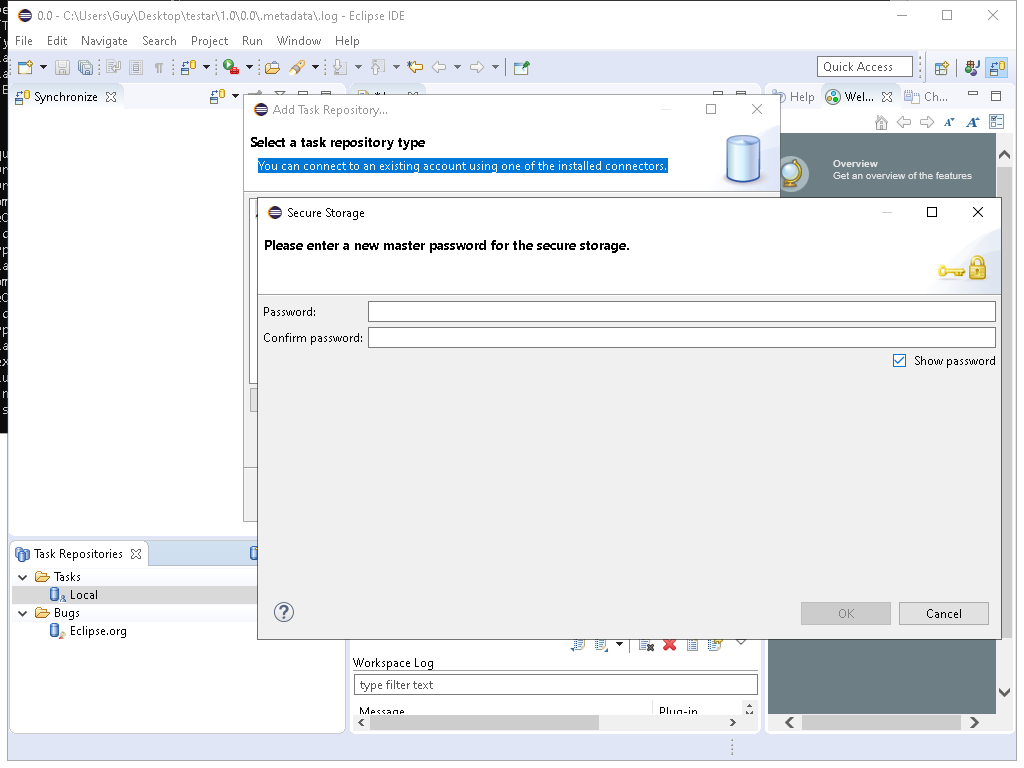 0.0 - C:\Users\Guy\Desktop\testar\1.0\0.0\.metadata\.log - Eclipse IDE
File Edit Navigate Search Project Run Window Help
Quick Access
Synchronize
Help Wel... Ch...
Add Task Repository...
Select a task repository type
You can connect to an existing account using one of the installed connectors.
Overview
Get an overview of the features
Secure Storage
Please enter a new master password for the secure storage.
Password:
Confirm password:
Show password
OK Cancel
Task Repositories
Tasks
Local
Bugs
Eclipse.org
Workspace Log
type filter text
Message Plug-in